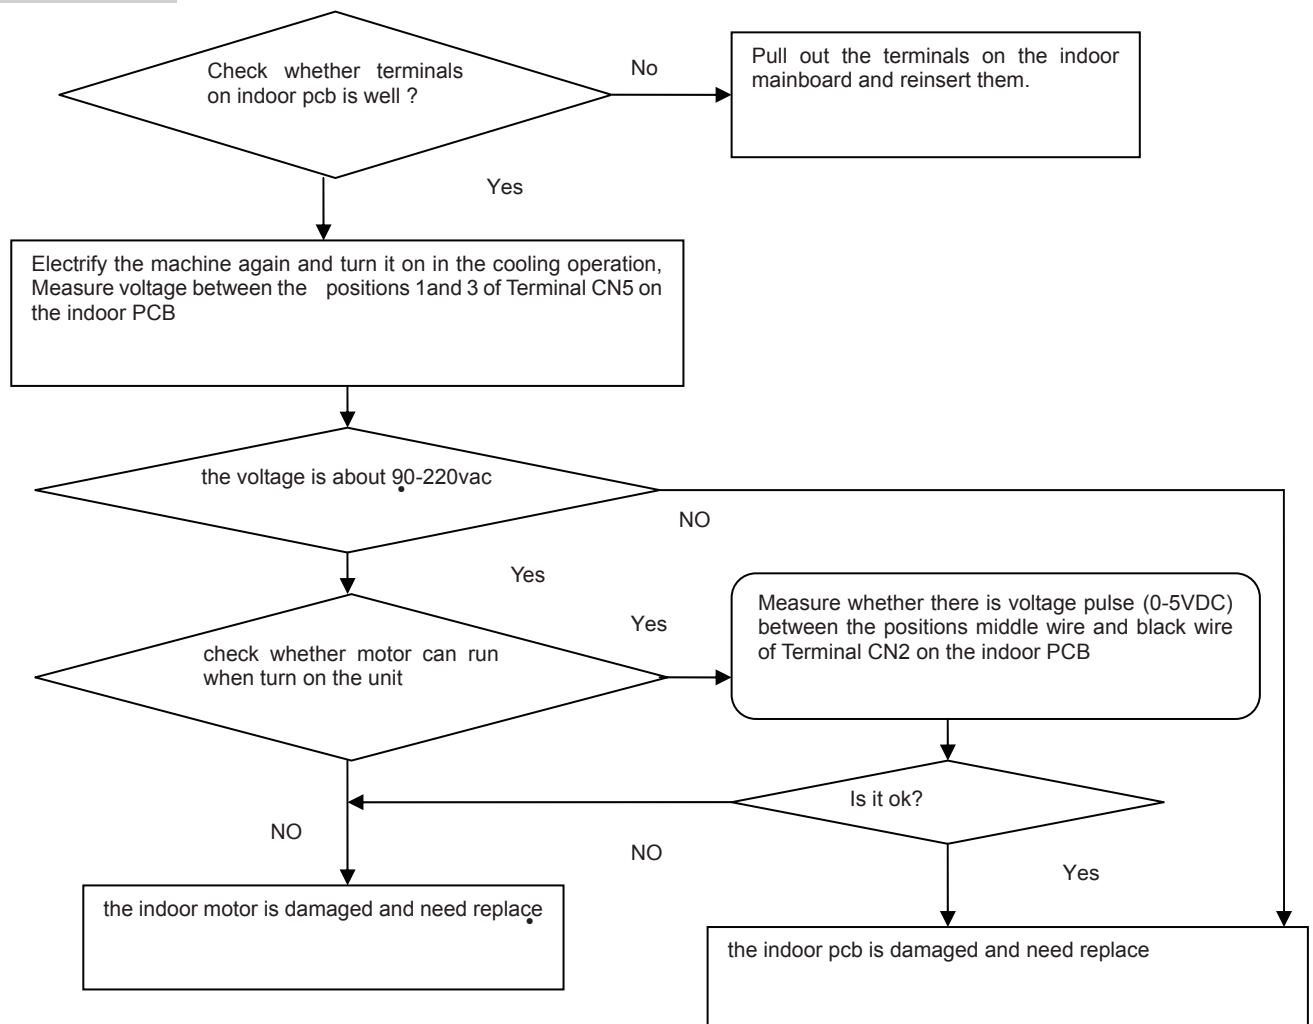 Check whether terminals
on indoor pcb is well ?
No
Pull out the terminals on the indoor
mainboard and reinsert them.
Yes
Electrify the machine again and turn it on in the cooling operation,
Measure voltage between the positions 1and 3 of Terminal CN5 on
the indoor PCB
the voltage is about 90-220vac
NO
Yes
check whether motor can run
when turn on the unit
Yes
Measure whether there is voltage pulse (0-5VDC)
between the positions middle wire and black wire
of Terminal CN2 on the indoor PCB
Is it ok?
NO
NO
Yes
the indoor motor is damaged and need replace
the indoor pcb is damaged and need replace